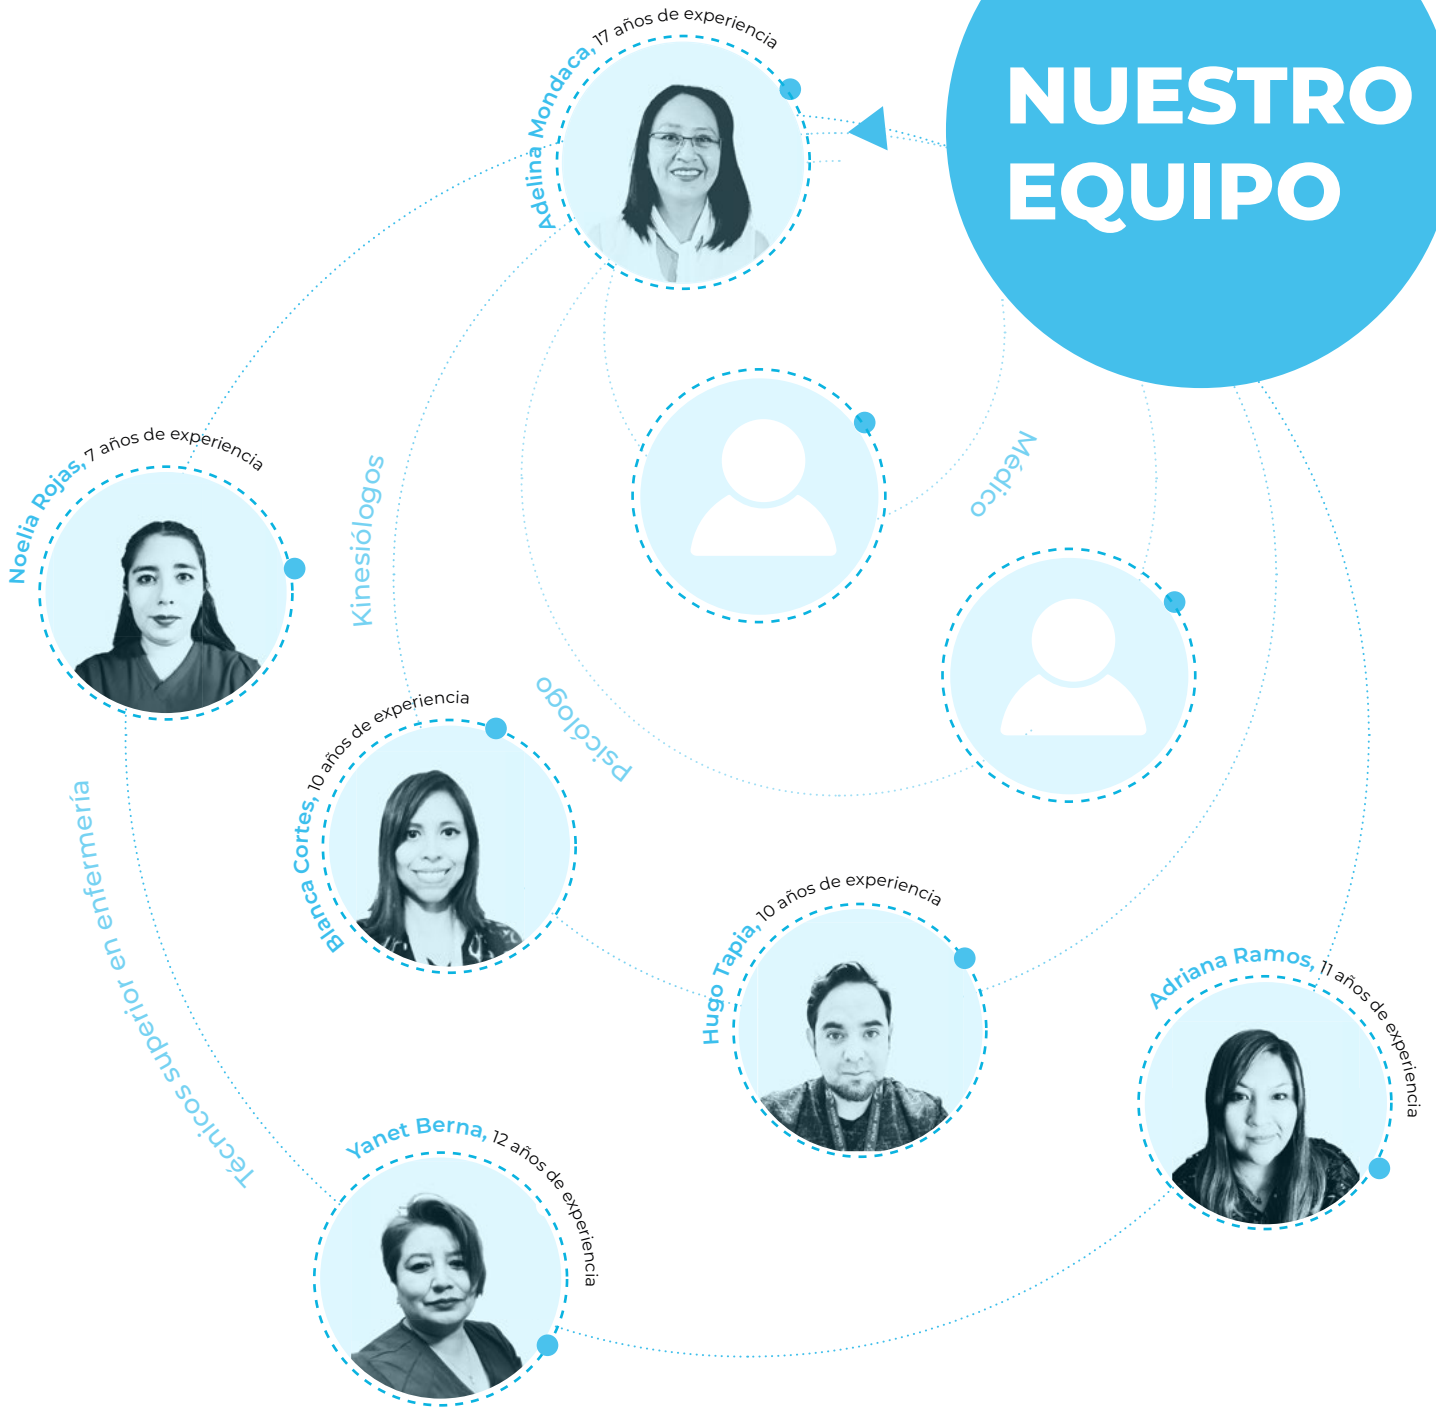 NUESTRO
EQUIPO
Adelina Mondaca, 17 años de experiencia
Médico
Noelia Rojas, 7 años de experiencia
Kinesiólogos
Psicólogo
Blanca Cortes, 10 años de experiencia
Técnicos superior en enfermería
Hugo Tapia, 10 años de experiencia
Adriana Ramos, 11 años de experiencia
Yanet Berna, 12 años de experiencia